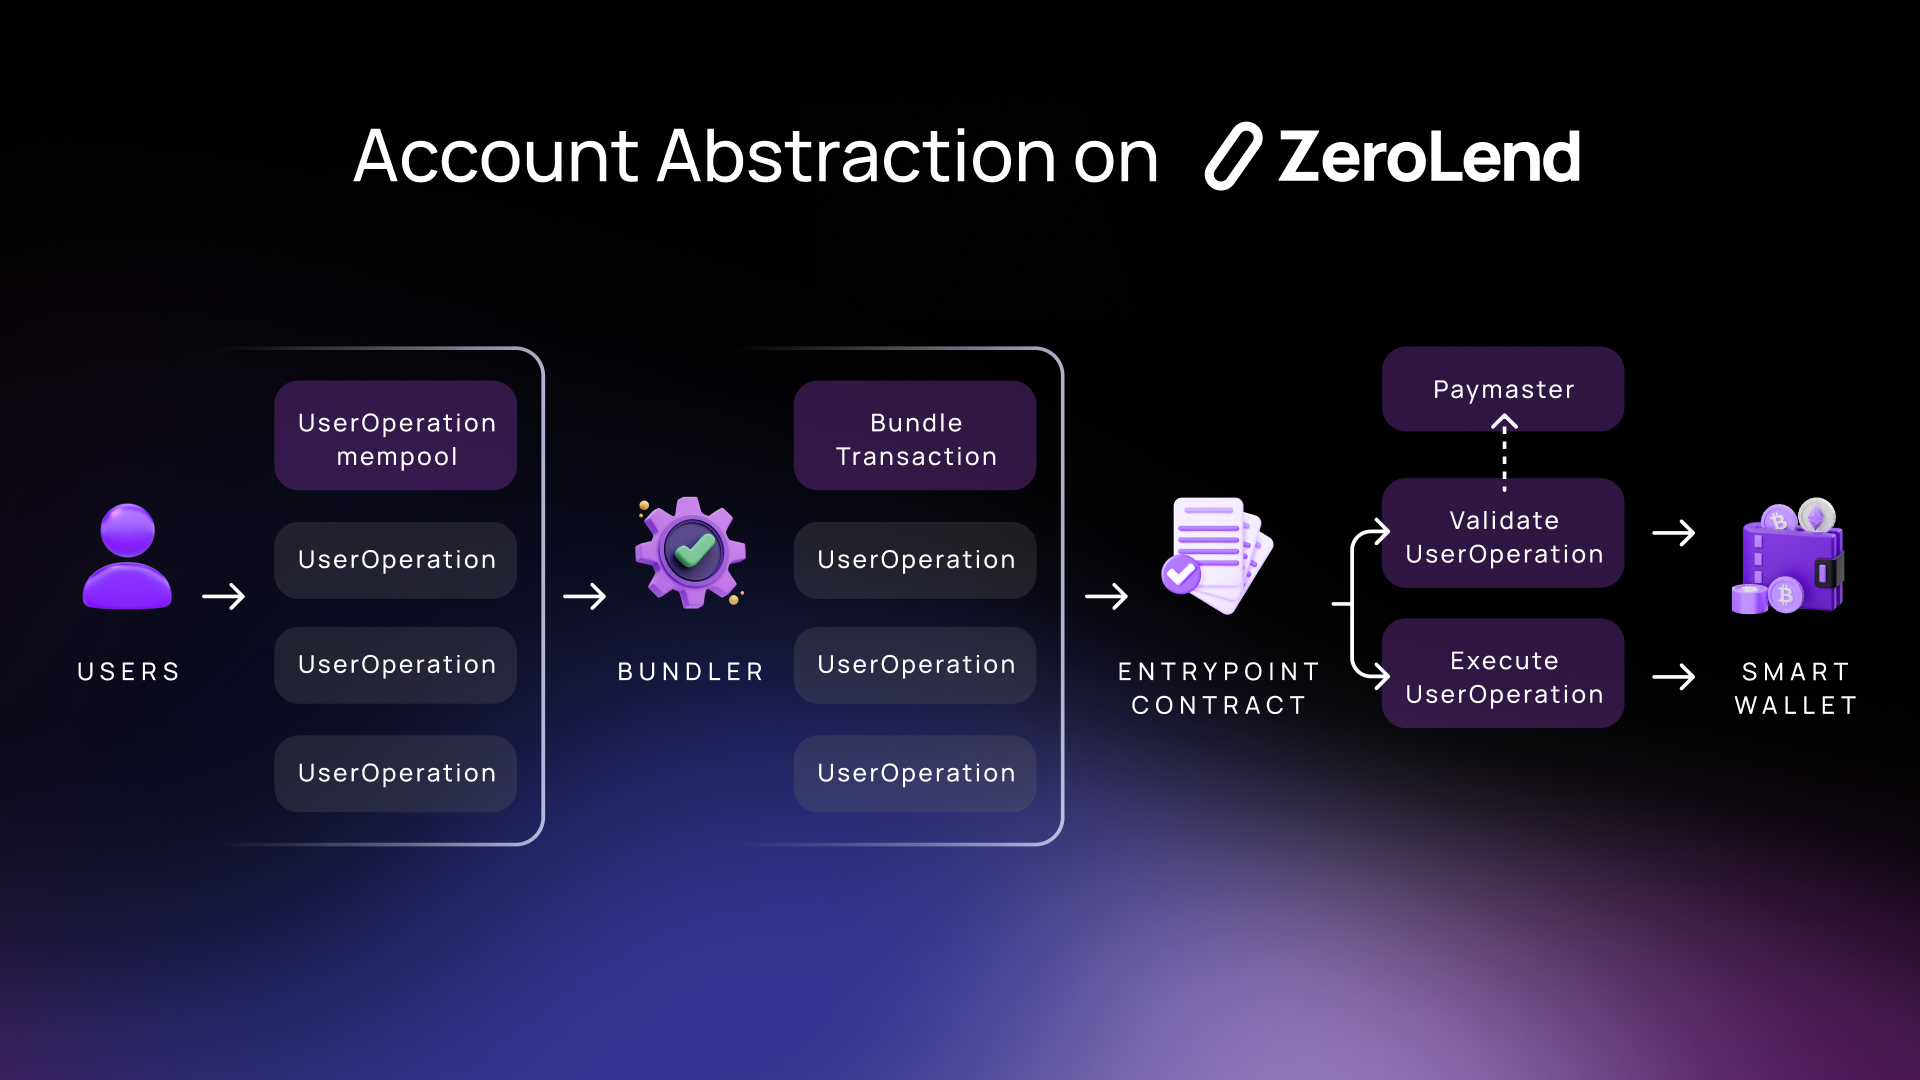 Account Abstraction on ZeroLend
USERS
UserOperation
mempool
UserOperation
UserOperation
UserOperation
BUNDLER
Bundle
Transaction
UserOperation
UserOperation
UserOperation
ENTRYPOINT
CONTRACT
Paymaster
Validate
UserOperation
Execute
UserOperation
SMART
WALLET